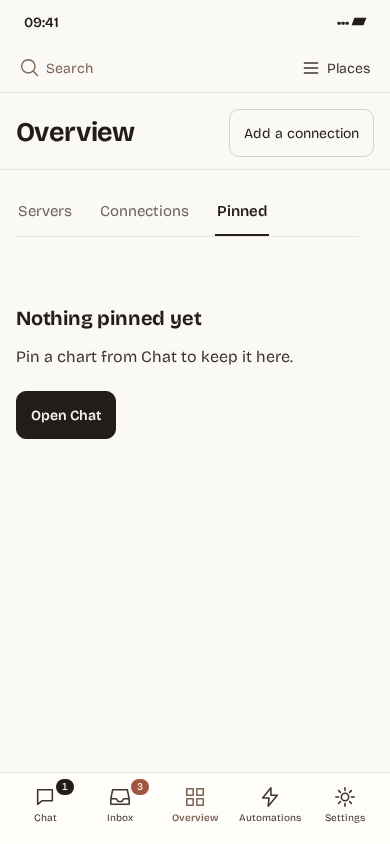 09:41
Search
Places
Overview
Add a connection
Servers
Connections
Pinned
Nothing pinned yet
Pin a chart from Chat to keep it here.
Open Chat
1
3
Chat
Inbox
Overview
Automations
Settings